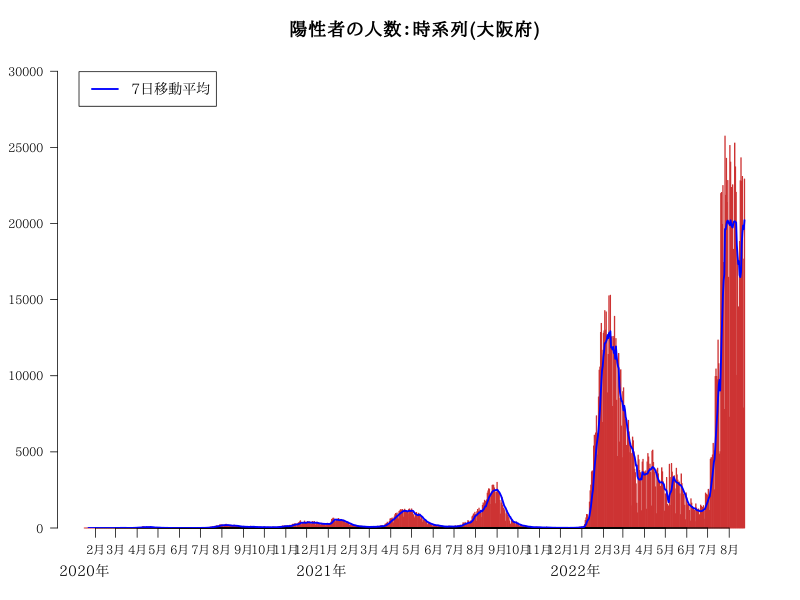 陽性者の人数:時系列(大阪府)
30000
7日移動平均
25000
20000
15000
10000
5000
0
2月 3月 4月 5月 6月 7月 8月 9月 10月 11月 12月 1月 2月 3月 4月 5月 6月 7月 8月 9月 10月 11月 12月 1月 2月 3月 4月 5月 6月 7月 8月
2020年 2021年 2022年